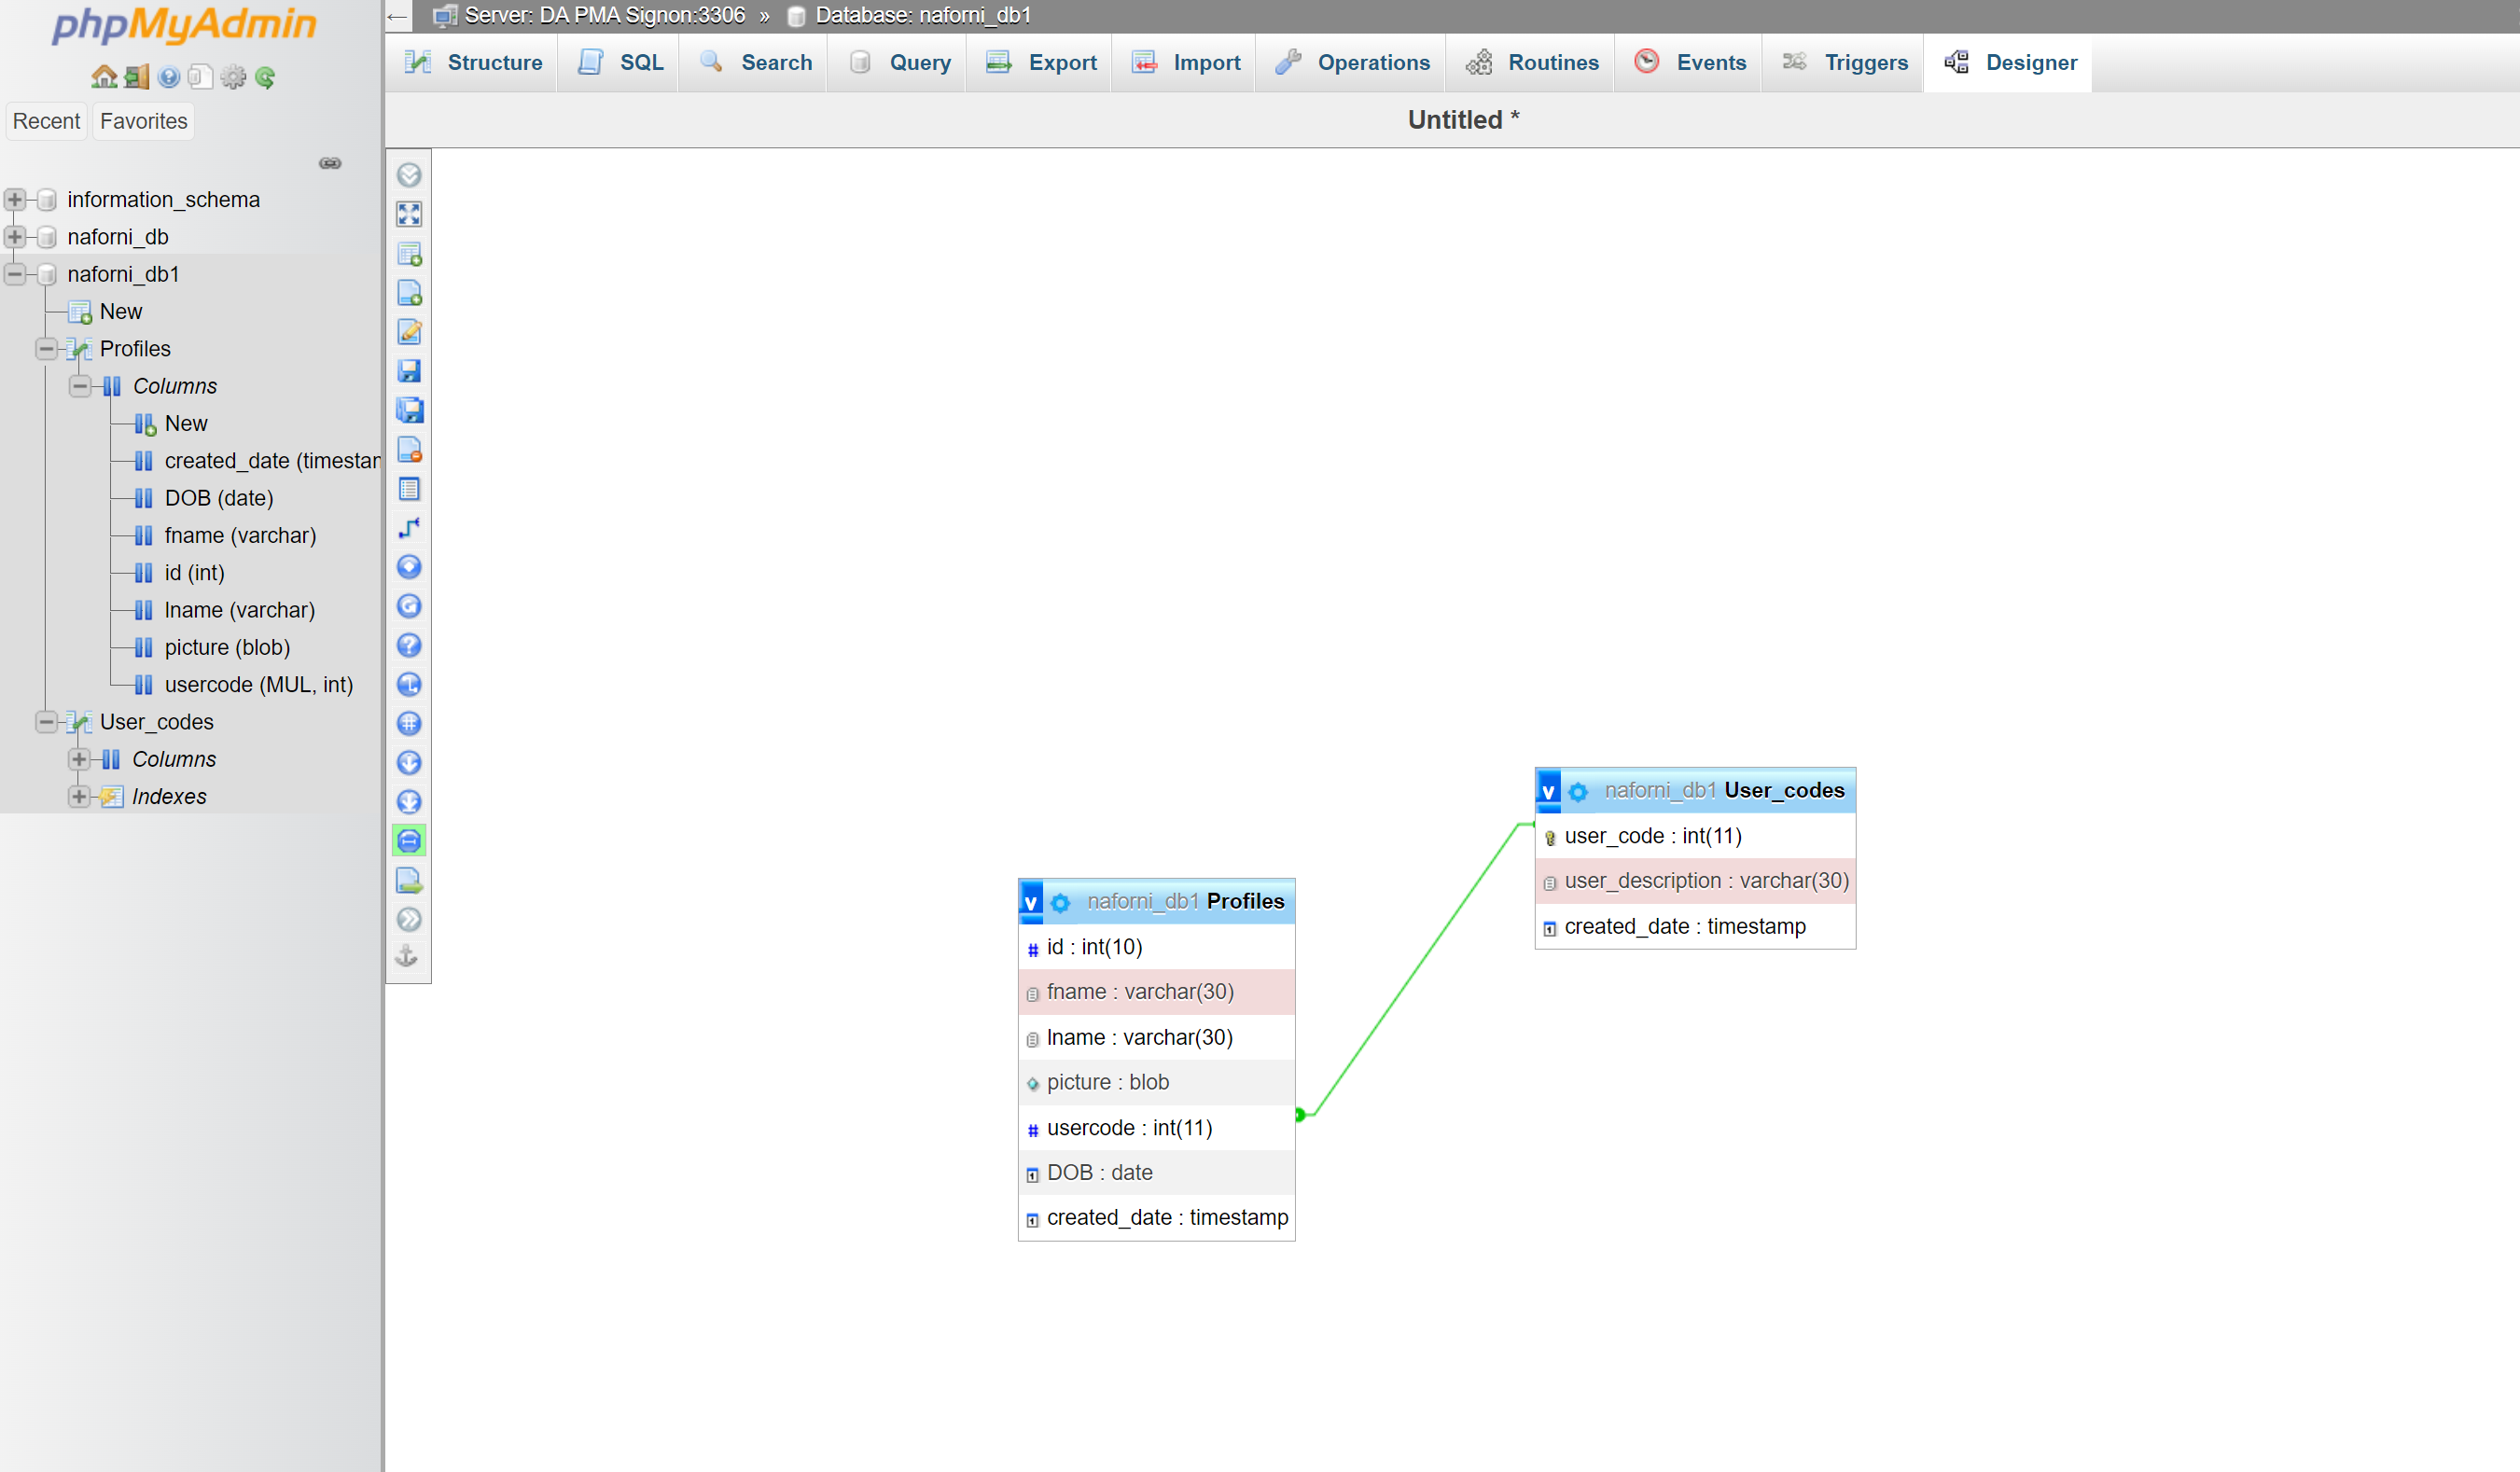 phpMyAdmin
Recent Favorites
information_schema
naforni_db
naforni_db1
New
Profiles
Columns
New
created_date (timestam
DOB (date)
fname (varchar)
id (int)
lname (varchar)
picture (blob)
usercode (MUL, int)
User_codes
Columns
Indexes
Server: DA PMA Signon:3306 » Database: naforni_db1
Structure SQL Search Query Export Import Operations Routines Events Triggers Designer
Untitled *
v naforni_db1 User_codes
user_code : int(11)
user_description : varchar(30)
created_date : timestamp
v naforni_db1 Profiles
# id : int(10)
fname : varchar(30)
lname : varchar(30)
picture : blob
# usercode : int(11)
DOB : date
created_date : timestamp